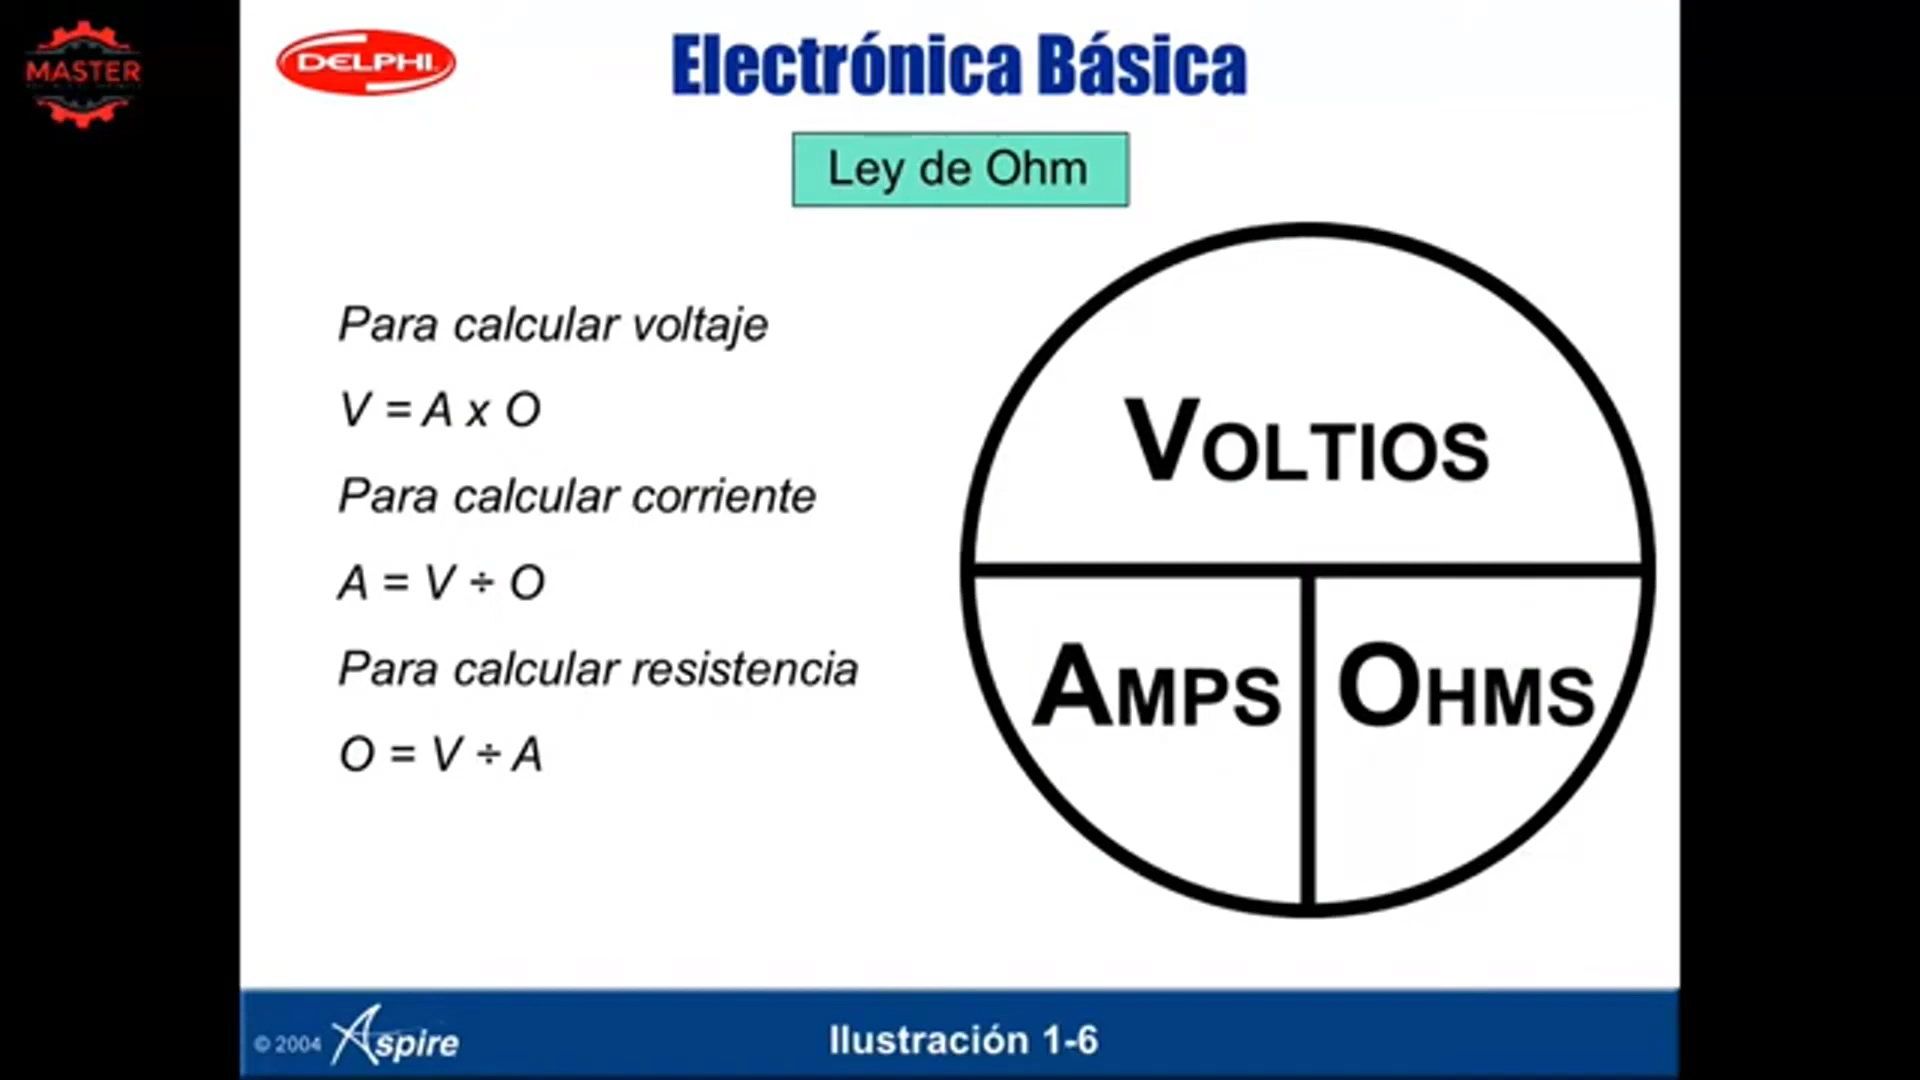 MASTER
DELPHI
Electrónica Básica
Ley de Ohm
Para calcular voltaje
V = A x O
Para calcular corriente
A = V ÷ O
Para calcular resistencia
O = V ÷ A
VOLTIOS
AMPS
OHMS
© 2004 Aspire
Ilustración 1-6